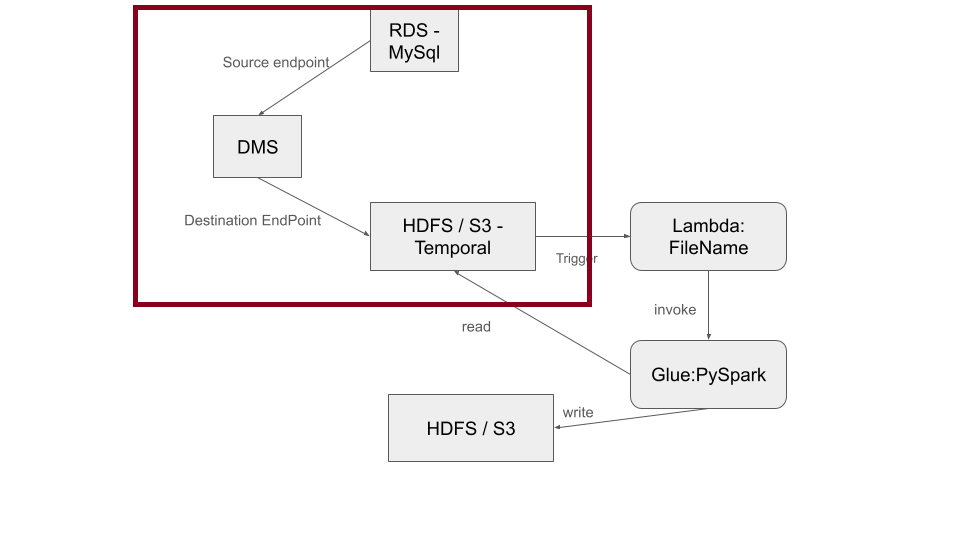 RDS -
MySql
Source endpoint
DMS
Destination EndPoint
HDFS / S3 -
Temporal
Trigger
Lambda:
FileName
invoke
read
Glue:PySpark
write
HDFS / S3